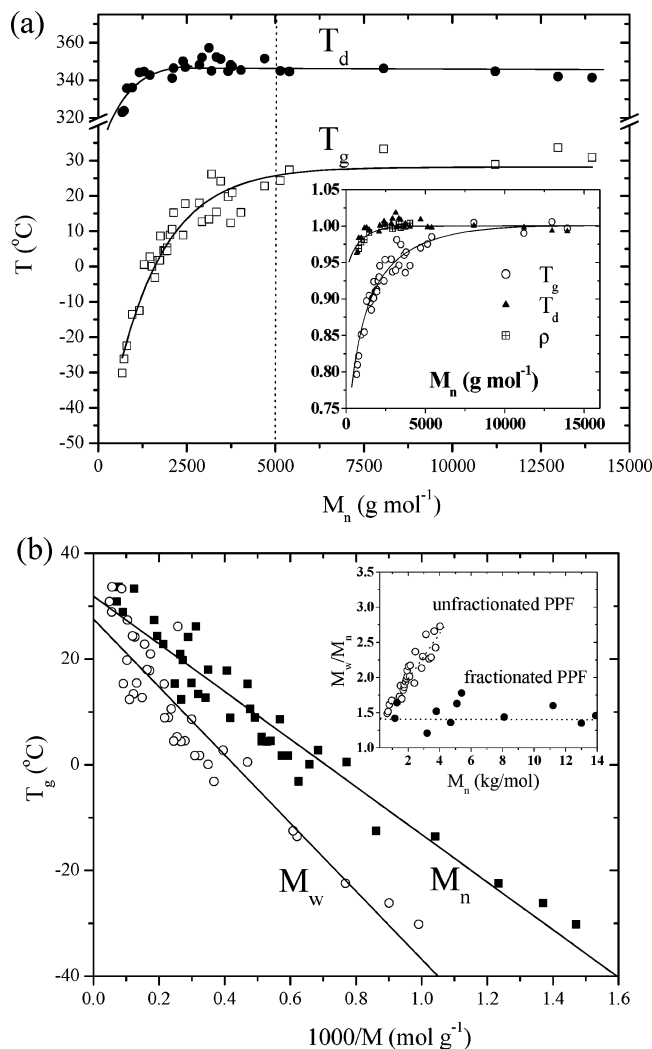 (a)
360
340
320
30
20
10
0
-10
-20
-30
-40
-50
T (°C)
T_d
T_g
0 2500 5000 7500 10000 12500 15000
M_n (g mol⁻¹)
1.05
1.00
0.95
0.90
0.85
0.80
0.75
T_g
T_d
ρ
M_n (g mol⁻¹)
0 5000 10000 15000
(b)
40
20
0
-20
-40
T_g (°C)
M_w
M_n
0.0 0.2 0.4 0.6 0.8 1.0 1.2 1.4 1.6
1000/M (mol g⁻¹)
3.5
3.0
2.5
2.0
1.5
1.0
M_w/M_n
unfractionated PPF
fractionated PPF
0 2 4 6 8 10 12 14
M_n (kg/mol)